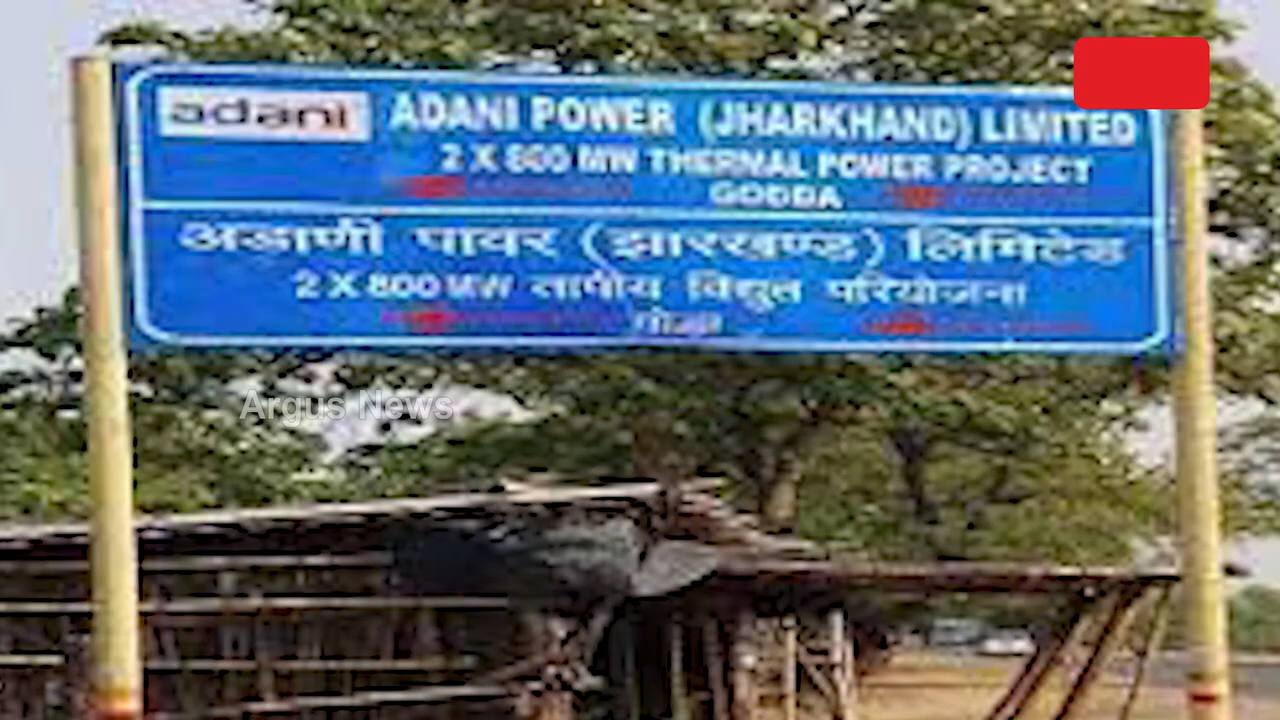 adani
ADANI POWER (JHARKHAND) LIMITED
2 X 800 MW THERMAL POWER PROJECT
GODDA
अडाणी पावर (झारखण्ड) लिमिटेड
2 X 800 MW तापीय विद्युत परियोजना
गोड्डा
Argus News